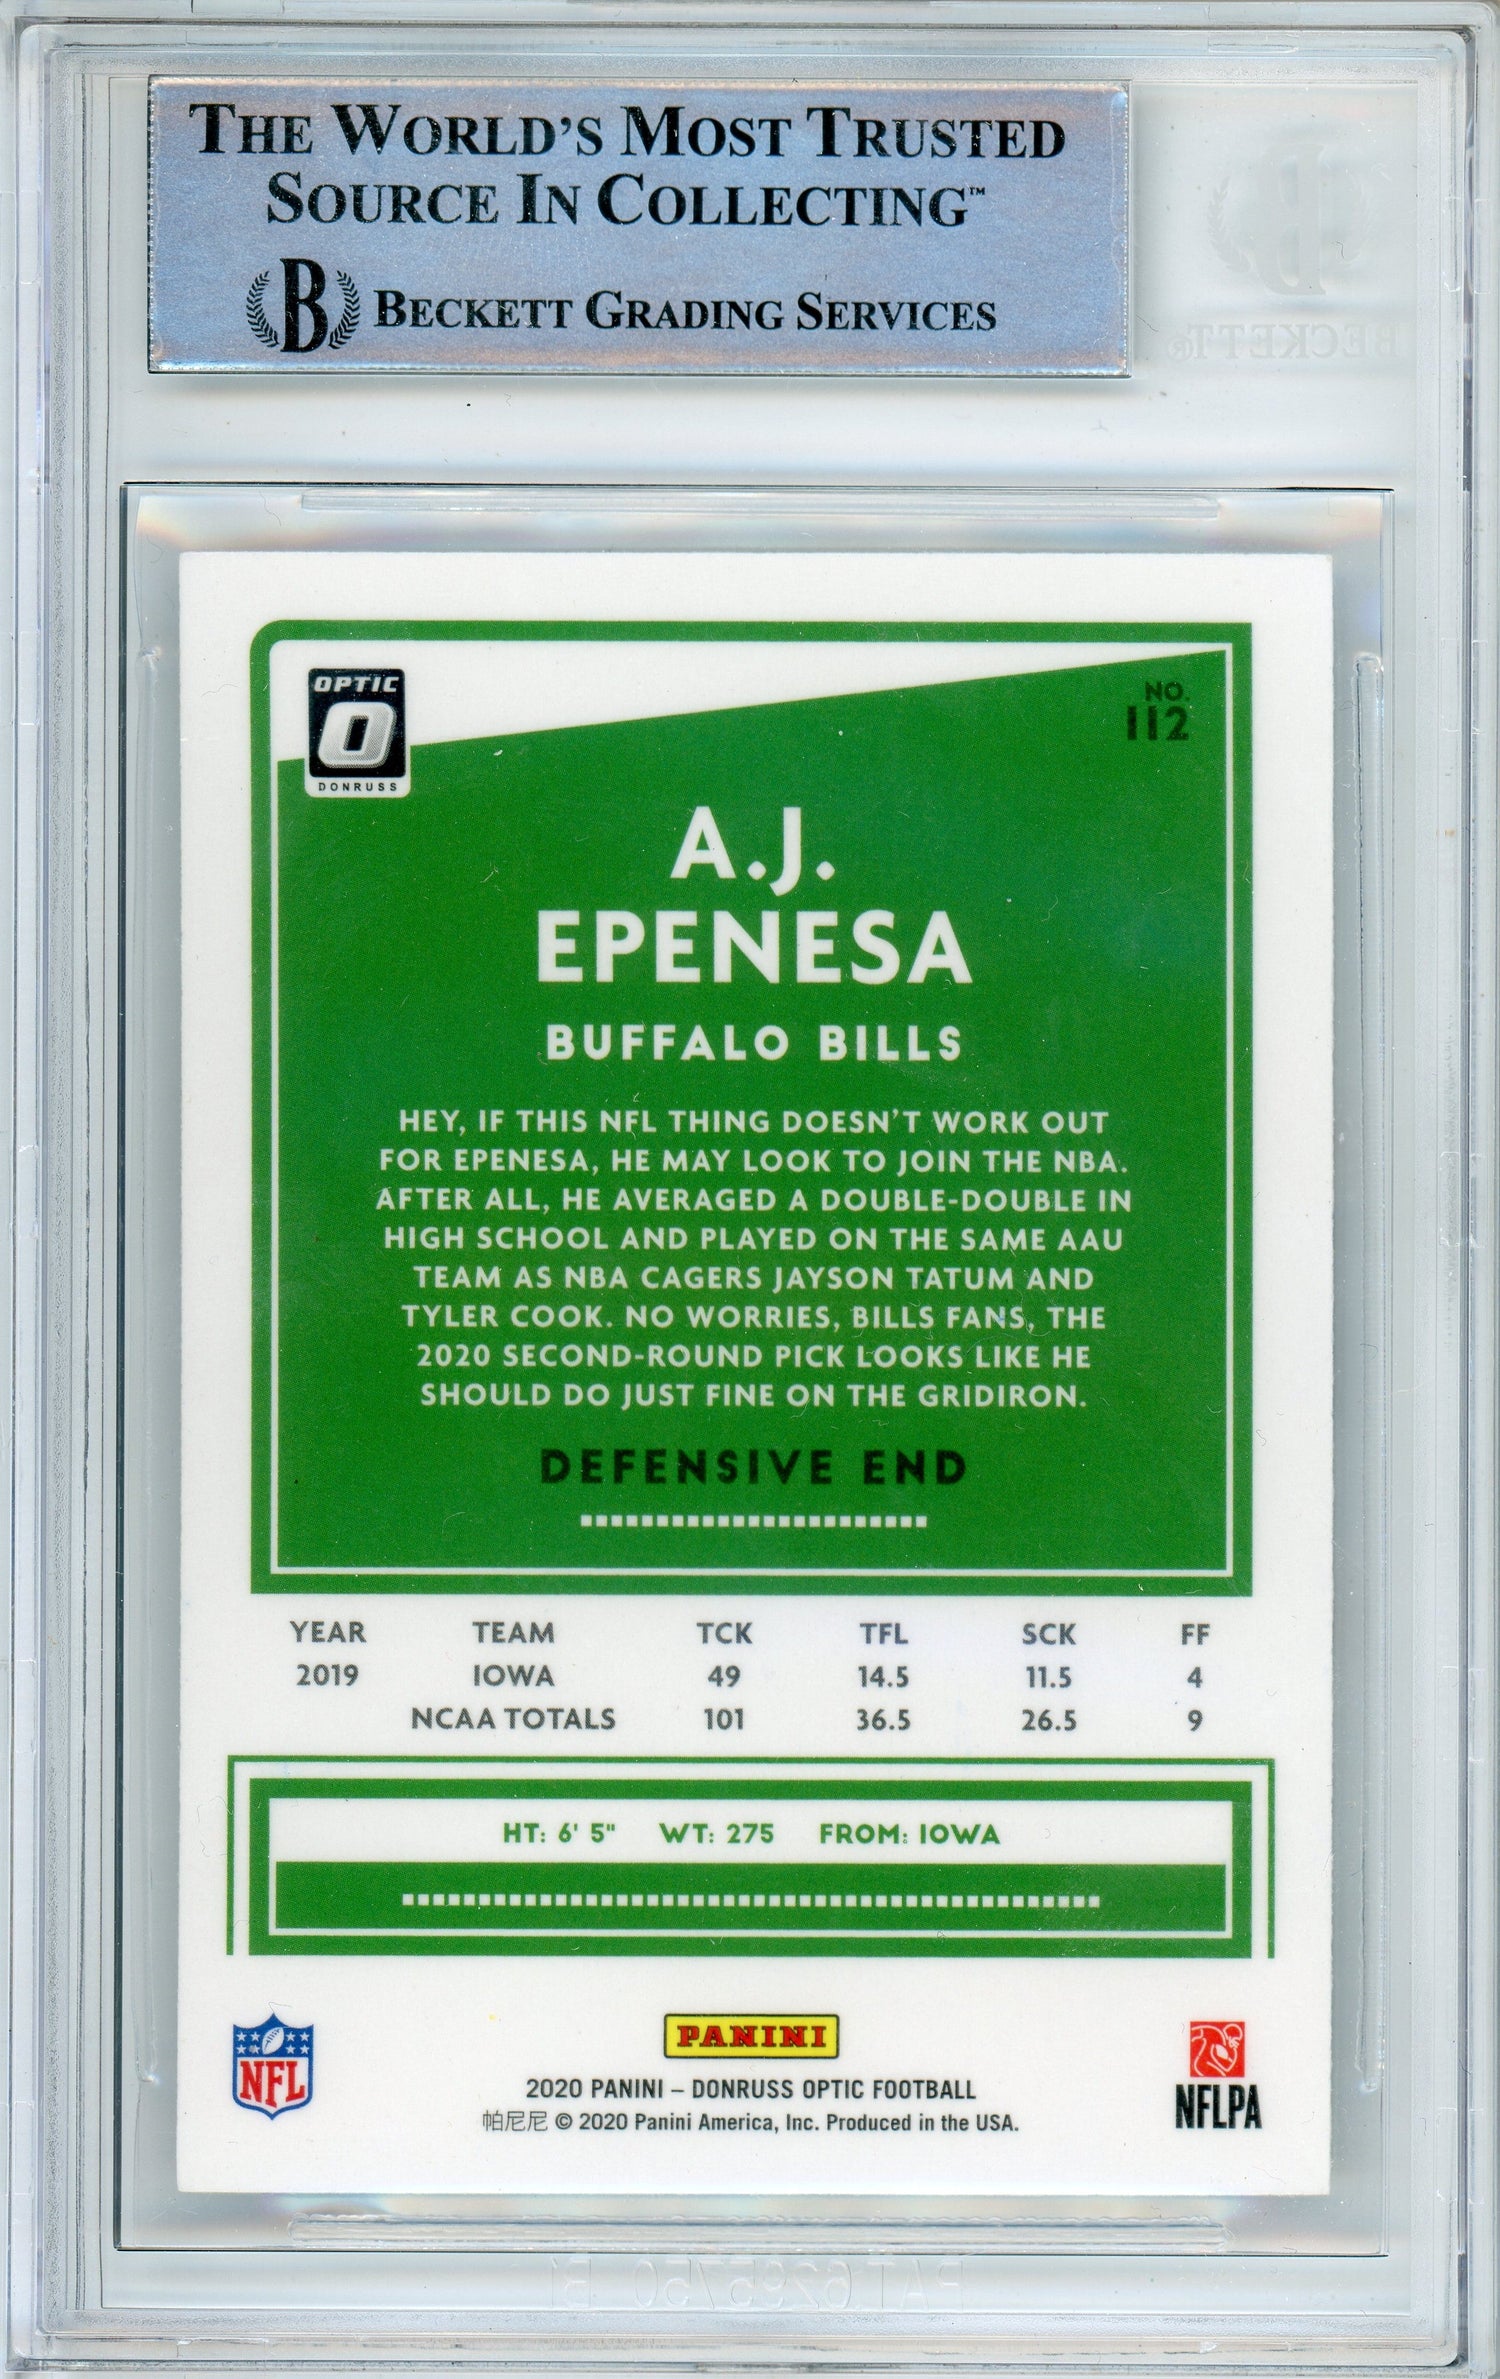 THE WORLD'S MOST TRUSTED
SOURCE IN COLLECTING™
B BECKETT GRADING SERVICES
BECKETT®
OPTIC
O
DONRUSS
NO.
112
A.J.
EPENESA
BUFFALO BILLS
HEY, IF THIS NFL THING DOESN'T WORK OUT
FOR EPENESA, HE MAY LOOK TO JOIN THE NBA.
AFTER ALL, HE AVERAGED A DOUBLE-DOUBLE IN
HIGH SCHOOL AND PLAYED ON THE SAME AAU
TEAM AS NBA CAGERS JAYSON TATUM AND
TYLER COOK. NO WORRIES, BILLS FANS, THE
2020 SECOND-ROUND PICK LOOKS LIKE HE
SHOULD DO JUST FINE ON THE GRIDIRON.
DEFENSIVE END
YEAR TEAM TCK TFL SCK FF
2019 IOWA 49 14.5 11.5 4
NCAA TOTALS 101 36.5 26.5 9
HT: 6' 5" WT: 275 FROM: IOWA
NFL
PANINI
NFLPA
2020 PANINI – DONRUSS OPTIC FOOTBALL
帕尼尼 © 2020 Panini America, Inc. Produced in the USA.